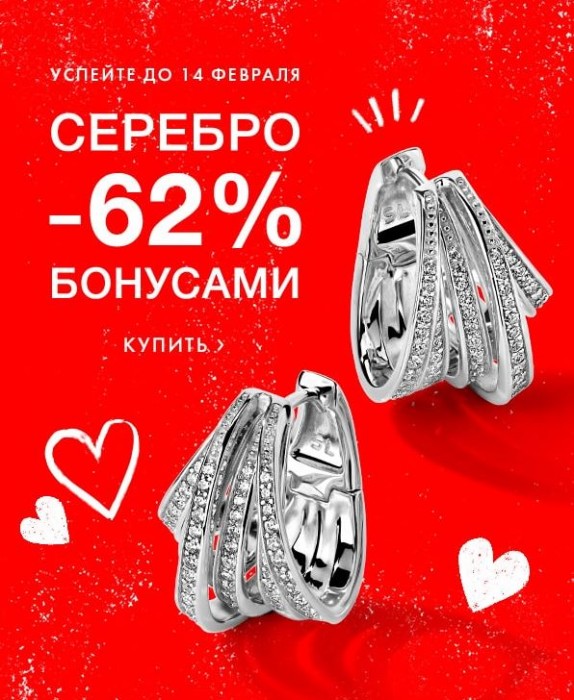 УСПЕЙТЕ ДО 14 ФЕВРАЛЯ
СЕРЕБРО
-62%
БОНУСАМИ
КУПИТЬ >